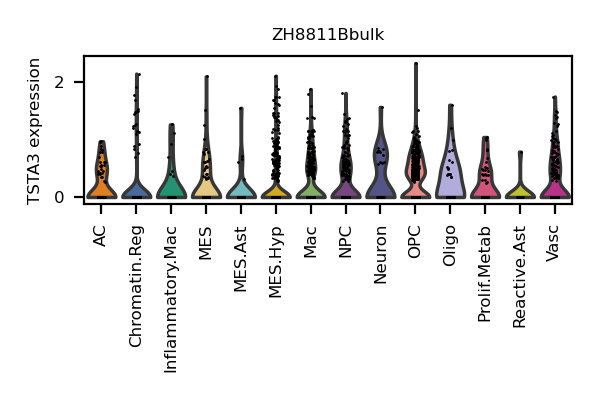 ZH8811Bbulk
TSTA3 expression
2
0
AC
Chromatin.Reg
Inflammatory.Mac
MES
MES.Ast
MES.Hyp
Mac
NPC
Neuron
OPC
Oligo
Prolif.Metab
Reactive.Ast
Vasc